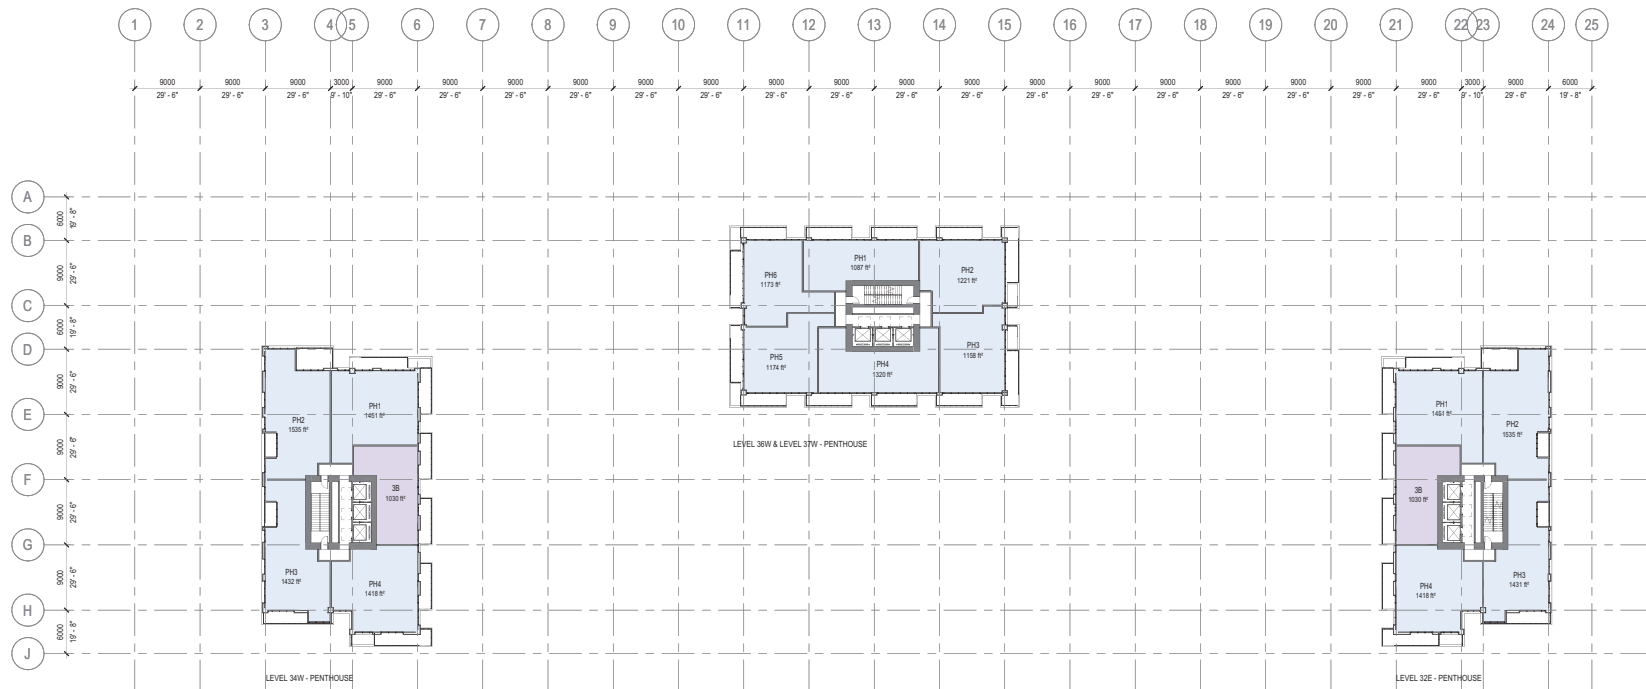 1 2 3 4 5 6 7 8 9 10 11 12 13 14 15 16 17 18 19 20 21 22 23 24 25
9000 9000 9000 3000 9000 9000 9000 9000 9000 9000 9000 9000 9000 9000 9000 9000 9000 9000 9000 9000 9000 3000 9000 6000
29' - 6" 29' - 6" 29' - 6" 9' - 10" 29' - 6" 29' - 6" 29' - 6" 29' - 6" 29' - 6" 29' - 6" 29' - 6" 29' - 6" 29' - 6" 29' - 6" 29' - 6" 29' - 6" 29' - 6" 29' - 6" 29' - 6" 29' - 6" 29' - 6" 9' - 10" 29' - 6" 19' - 8"
A
6000
19' - 8"
B
9000
29' - 6"
C
6000
19' - 8"
D
9000
29' - 6"
E
9000
29' - 6"
F
9000
29' - 6"
G
9000
29' - 6"
H
6000
19' - 8"
J
PH2
1535 ft²
PH1
1451 ft²
3B
1030 ft²
PH3
1432 ft²
PH4
1418 ft²
LEVEL 34W - PENTHOUSE
PH6
1173 ft²
PH1
1087 ft²
PH2
1221 ft²
PH5
1174 ft²
PH4
1320 ft²
PH3
1158 ft²
LEVEL 36W & LEVEL 37W - PENTHOUSE
PH1
1451 ft²
PH2
1535 ft²
3B
1030 ft²
PH4
1418 ft²
PH3
1431 ft²
LEVEL 32E - PENTHOUSE